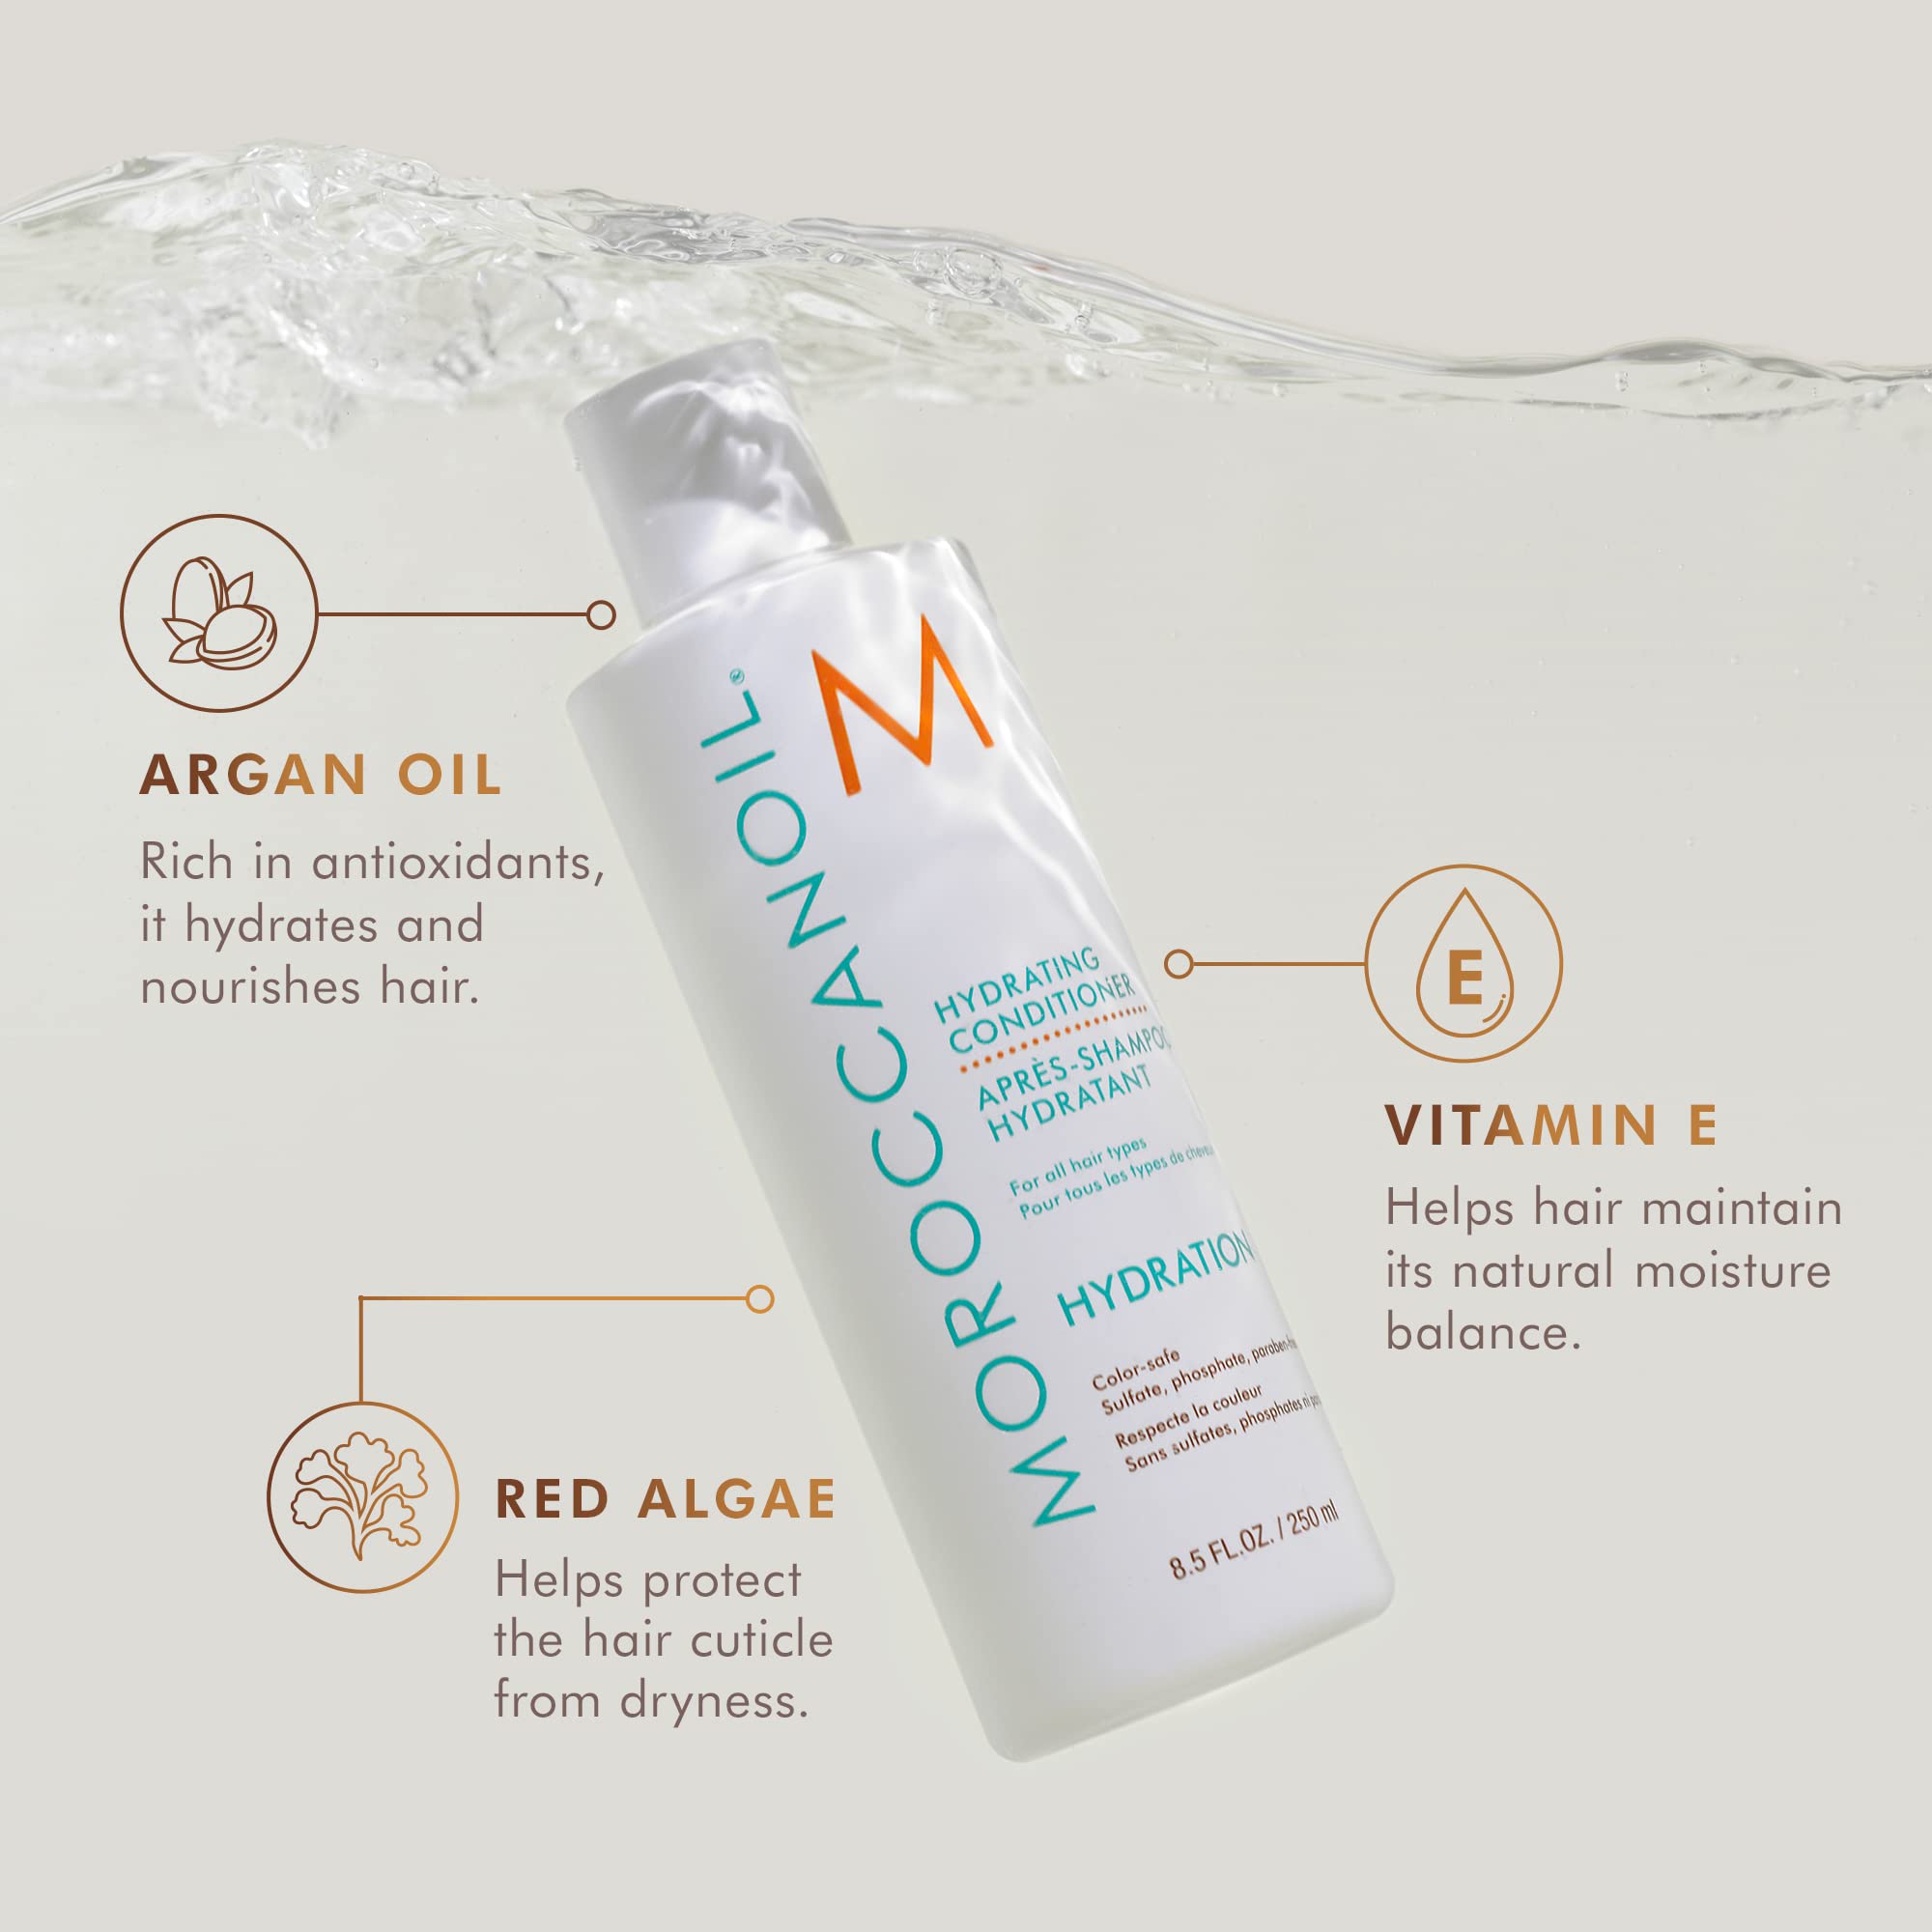 ARGAN OIL
Rich in antioxidants,
it hydrates and
nourishes hair.
MOROCCANOIL®
M
HYDRATING
CONDITIONER
APRÈS-SHAMPOO
HYDRATANT
For all hair types
Pour tous les types de
HYDRATION
Color-safe
Sulfate, phosphate,
Respecte la couleur
Sans sulfates, phosphates ni
8.5 FL.OZ. / 250 ml
E
VITAMIN E
Helps hair maintain
its natural moisture
balance.
RED ALGAE
Helps protect
the hair cuticle
from dryness.